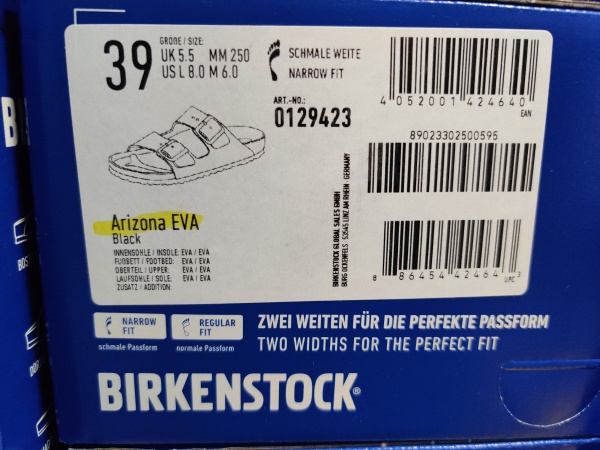 39
GRÖßE / SIZE:
UK 5.5 MM 250
US L 8.0 M 6.0
SCHMALE WEITE
NARROW FIT
ART.-NO.:
0129423
4 052001 424640
EAN
89023302500595
8 86454 42464 3
UPC
Arizona EVA
Black
INNENSOHLE / INSOLE: EVA / EVA
FUßBETT / FOOTBED: EVA / EVA
OBERTEIL / UPPER: EVA / EVA
LAUFSOHLE / SOLE: EVA / EVA
ZUSATZ / ADDITION:
BIRKENSTOCK GLOBAL SALES GMBH
BURG OCKENFELS 53545 LINZ AM RHEIN · GERMANY
NARROW FIT
schmale Passform
REGULAR FIT
normale Passform
ZWEI WEITEN FÜR DIE PERFEKTE PASSFORM
TWO WIDTHS FOR THE PERFECT FIT
BIRKENSTOCK®